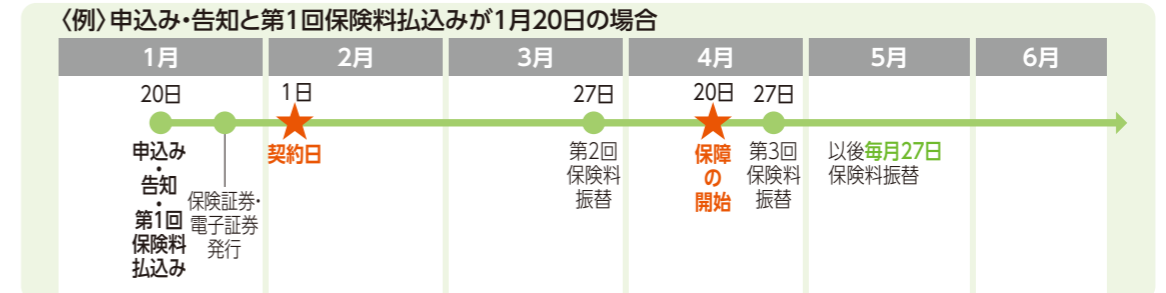 〈例〉申込み・告知と第1回保険料払込みが1月20日の場合
1月
2月
3月
4月
5月
6月
20日
申込み
・
告知
・
第1回
保険料
払込み
保険証券・
電子証券
発行
1日
契約日
27日
第2回
保険料
振替
20日
保障
の
開始
27日
第3回
保険料
振替
以後毎月27日
保険料振替